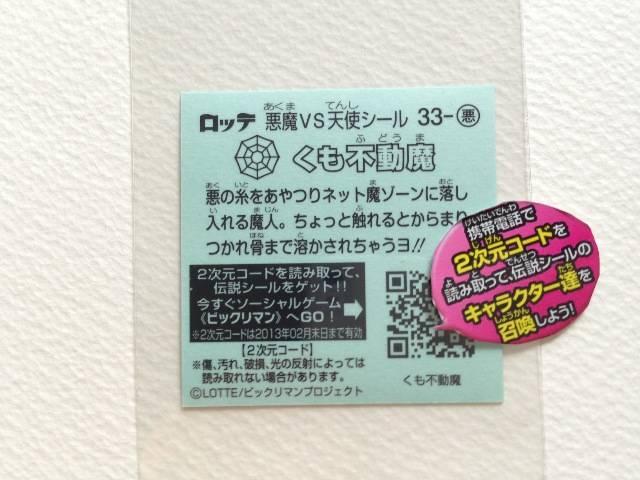 ロッテ 悪魔VS天使シール 33-悪
くも不動魔
悪の糸をあやつりネット魔ゾーンに落し
入れる魔人。ちょっと触れるとからまり
つかれ骨まで溶かされちゃうヨ!!
2次元コードを読み取って、
伝説シールをゲット!!
今すぐソーシャルゲーム
《ビックリマン》へGO!
※2次元コードは2013年02月末日まで有効
【2次元コード】
※傷、汚れ、破損、光の反射によっては
読み取れない場合があります。
©LOTTE/ビックリマンプロジェクト
くも不動魔
携帯電話で
2次元コードを
読み取って、伝説シールの
キャラクター達を
召喚しよう!